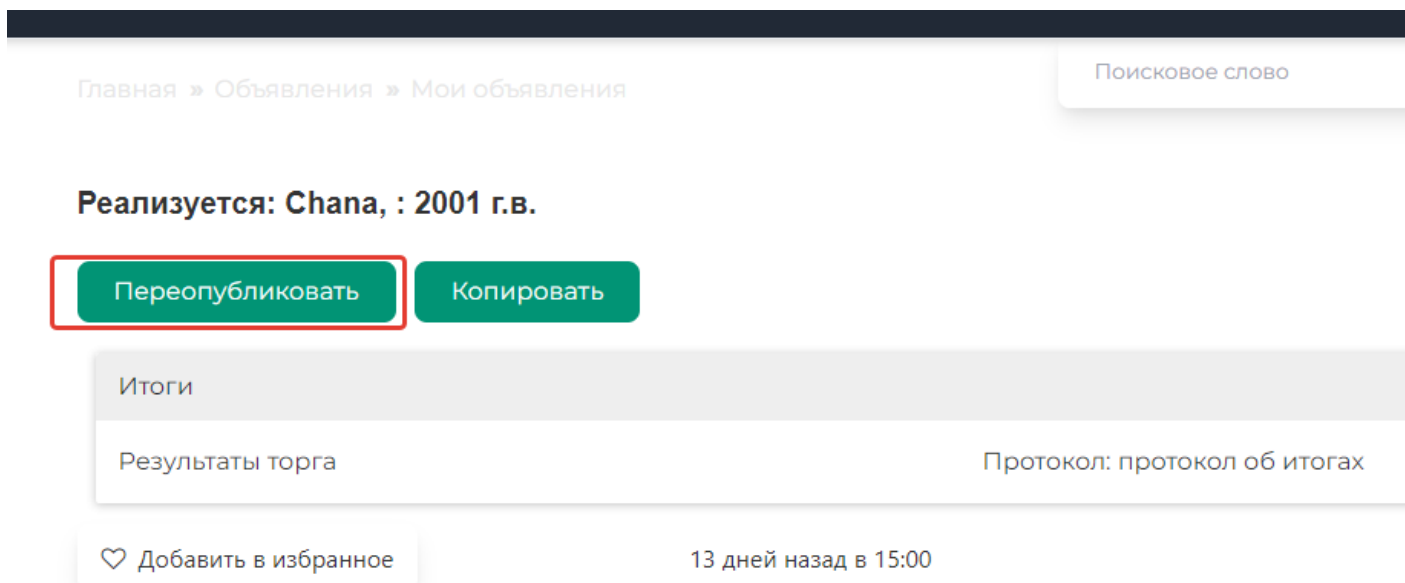 Поисковое слово
Главная » Объявления » Мои объявления
Реализуется: Chana, : 2001 г.в.
Переопубликовать Копировать
Итоги
Результаты торга Протокол: протокол об итогах
Добавить в избранное 13 дней назад в 15:00